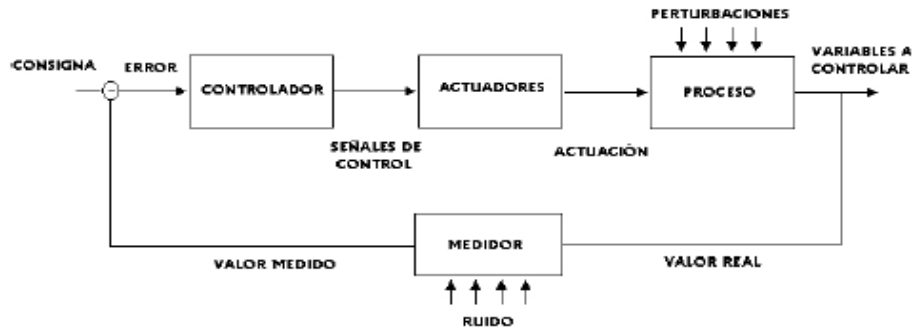 PERTURBACIONES
CONSIGNA
ERROR
VARIABLES A
CONTROLAR
CONTROLADOR
ACTUADORES
PROCESO
SEÑALES DE
CONTROL
ACTUACIÓN
MEDIDOR
VALOR MEDIDO
VALOR REAL
RUIDO